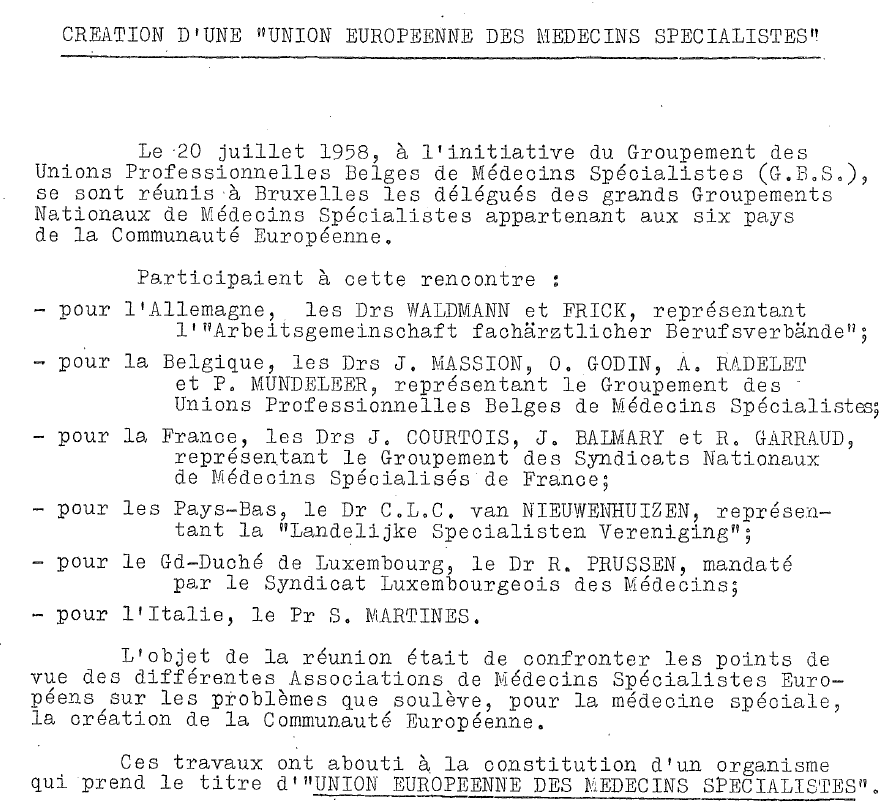 CREATION D'UNE "UNION EUROPEENNE DES MEDECINS SPECIALISTES"
Le 20 juillet 1958, à l'initiative du Groupement des
Unions Professionnelles Belges de Médecins Spécialistes (G.B.S.),
se sont réunis à Bruxelles les délégués des grands Groupements
Nationaux de Médecins Spécialistes appartenant aux six pays
de la Communauté Européenne.
Participaient à cette rencontre :
- pour l'Allemagne, les Drs WALDMANN et FRICK, représentant
l'"Arbeitsgemeinschaft fachärztlicher Berufsverbände";
- pour la Belgique, les Drs J. MASSION, O. GODIN, A. RADELET
et P. MUNDELEER, représentant le Groupement des
Unions Professionnelles Belges de Médecins Spécialistes;
- pour la France, les Drs J. COURTOIS, J. BALMARY et R. GARRAUD,
représentant le Groupement des Syndicats Nationaux
de Médecins Spécialisés de France;
- pour les Pays-Bas, le Dr C.L.C. van NIEUWENHUIZEN, représen-
tant la "Landelijke Specialisten Vereniging";
- pour le Gd-Duché de Luxembourg, le Dr R. PRUSSEN, mandaté
par le Syndicat Luxembourgeois des Médecins;
- pour l'Italie, le Pr S. MARTINES.
L'objet de la réunion était de confronter les points de
vue des différentes Associations de Médecins Spécialistes Euro-
péens sur les problèmes que soulève, pour la médecine spéciale,
la création de la Communauté Européenne.
Ces travaux ont abouti à la constitution d'un organisme
qui prend le titre d'"UNION EUROPEENNE DES MEDECINS SPECIALISTES".